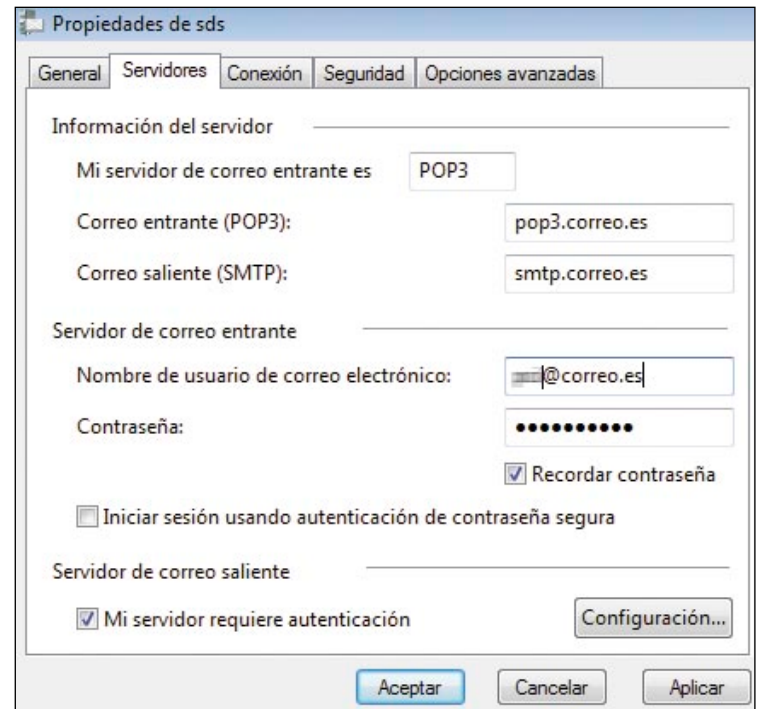 Propiedades de sds
General Servidores Conexión Seguridad Opciones avanzadas
Información del servidor
Mi servidor de correo entrante es POP3
Correo entrante (POP3): pop3.correo.es
Correo saliente (SMTP): smtp.correo.es
Servidor de correo entrante
Nombre de usuario de correo electrónico: @correo.es
Contraseña: ••••••••••
Recordar contraseña
Iniciar sesión usando autenticación de contraseña segura
Servidor de correo saliente
Mi servidor requiere autenticación Configuración...
Aceptar Cancelar Aplicar